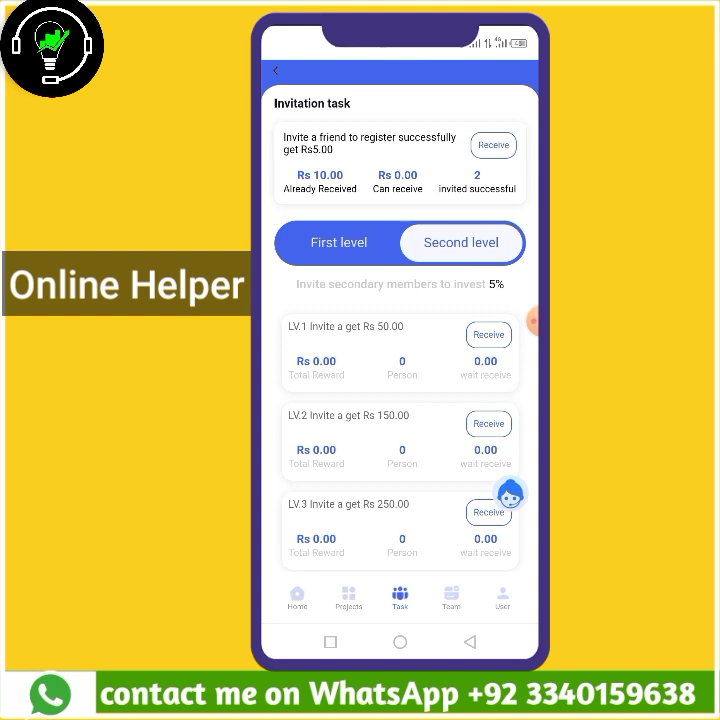 Invitation task
Invite a friend to register successfully
get Rs5.00
Receive
Rs 10.00 Rs 0.00 2
Already Received Can receive invited successful
First level Second level
Online Helper
Invite secondary members to invest 5%
LV.1 Invite a get Rs 50.00
Receive
Rs 0.00 0 0.00
Total Reward Person wait receive
LV.2 Invite a get Rs 150.00
Receive
Rs 0.00 0 0.00
Total Reward Person wait receive
LV.3 Invite a get Rs 250.00
Receive
Rs 0.00 0 0.00
Total Reward Person wait receive
Home Projects Task Team User
contact me on WhatsApp +92 3340159638